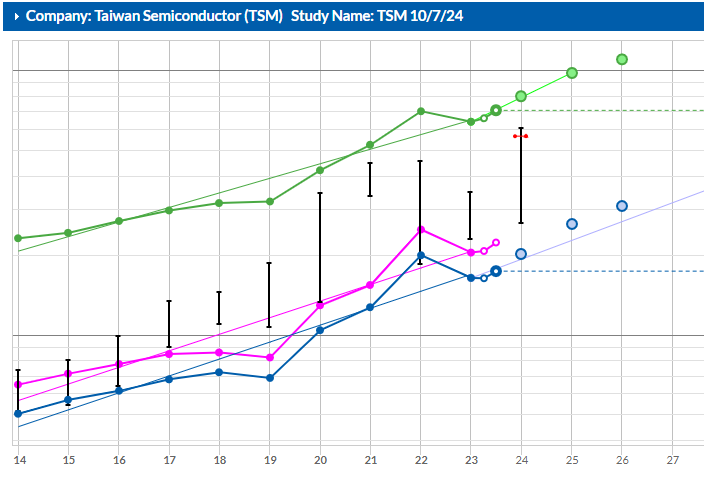 Company: Taiwan Semiconductor (TSM) Study Name: TSM 10/7/24
14 15 16 17 18 19 20 21 22 23 24 25 26 27